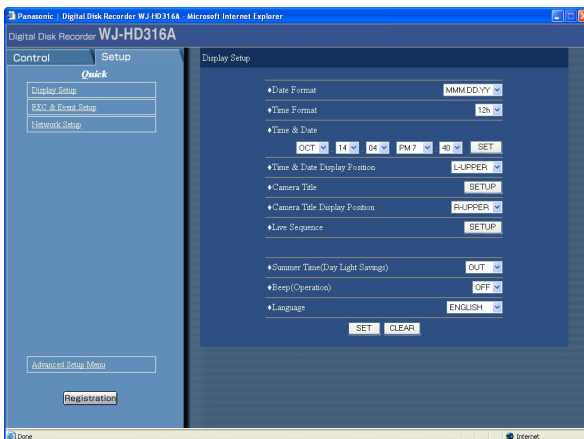 Panasonic | Digital Disk Recorder WJ-HD316A - Microsoft Internet Explorer
Digital Disk Recorder WJ-HD316A
Control Setup
Quick
Display Setup
REC & Event Setup
Network Setup
Advanced Setup Menu
Registration
Display Setup
♦Date Format MMM.DD.YY
♦Time Format 12h
♦Time & Date
OCT . 14 . 04 PM 7 : 40 SET
♦Time & Date Display Position L-UPPER
♦Camera Title SETUP
♦Camera Title Display Position R-UPPER
♦Live Sequence SETUP
♦Summer Time(Day Light Savings) OUT
♦Beep(Operation) OFF
♦Language ENGLISH
SET CLEAR
Done Internet